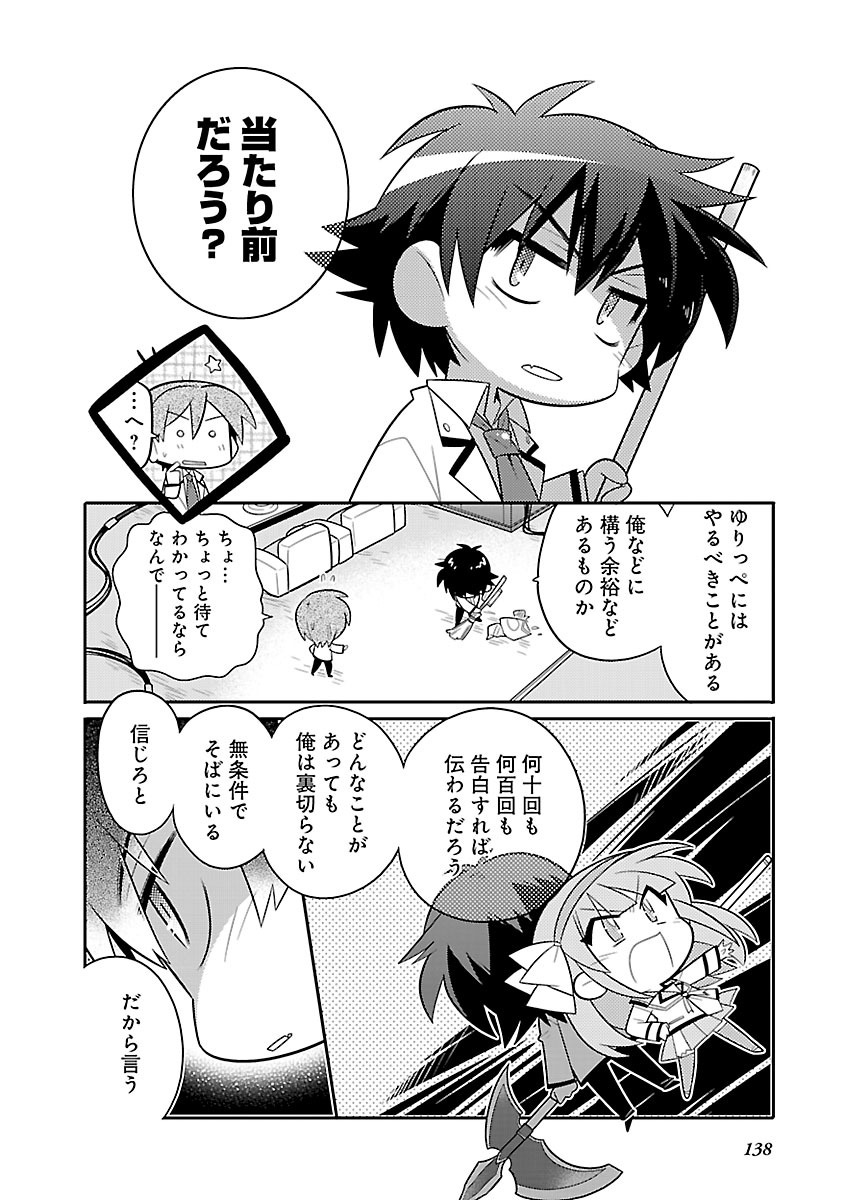 当たり前
だろう？
…へ？
ゆりっぺには
やるべきことがある
俺などに
構う余裕など
あるものか
ちょ…
ちょっと待て
わかってるなら
なんで――
何十回も
何百回も
告白すれば
伝わるだろう
どんなことが
あっても
俺は裏切らない
無条件で
そばにいる
信じろと
だから言う
138